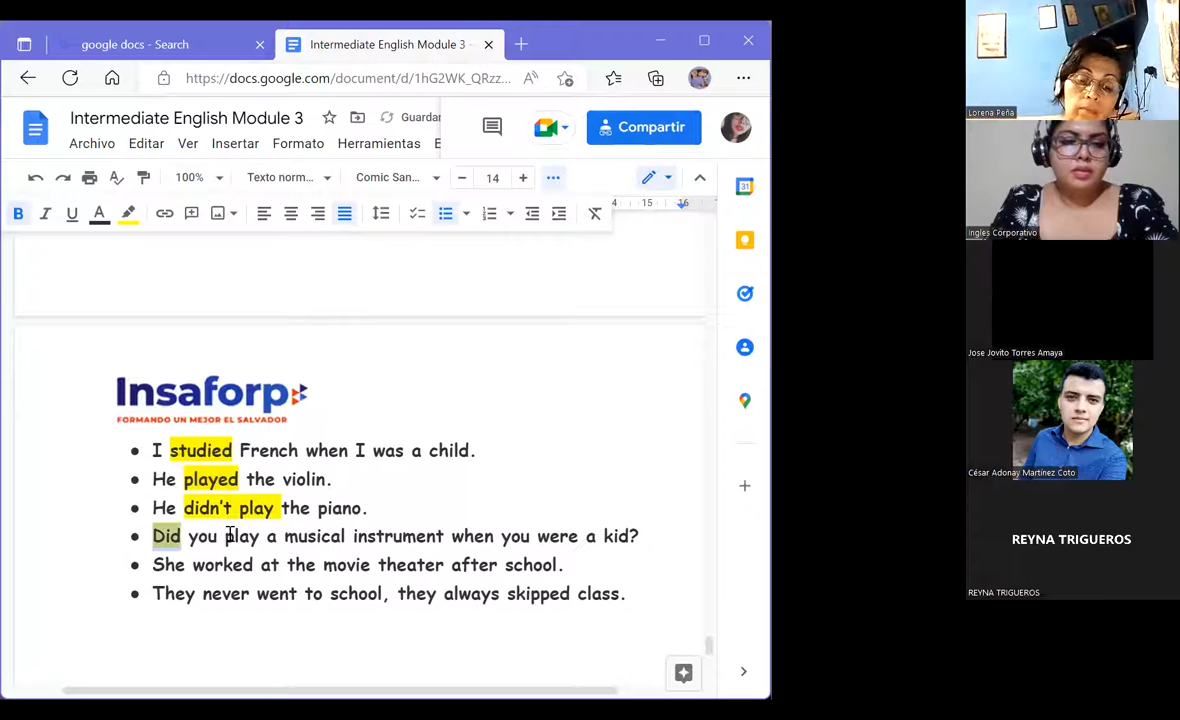 google docs - Search
Intermediate English Module 3 -
https://docs.google.com/document/d/1hG2WK_QRzz...
Intermediate English Module 3
Guardar
Compartir
Archivo Editar Ver Insertar Formato Herramientas E
100% Texto norm... Comic San... 14
B I U A
4 15 16
31
Insaforp
FORMANDO UN MEJOR EL SALVADOR
• I studied French when I was a child.
• He played the violin.
• He didn't play the piano.
• Did you play a musical instrument when you were a kid?
• She worked at the movie theater after school.
• They never went to school, they always skipped class.
Lorena Peña
Ingles Corporativo
Jose Jovito Torres Amaya
César Adonay Martínez Coto
REYNA TRIGUEROS
REYNA TRIGUEROS